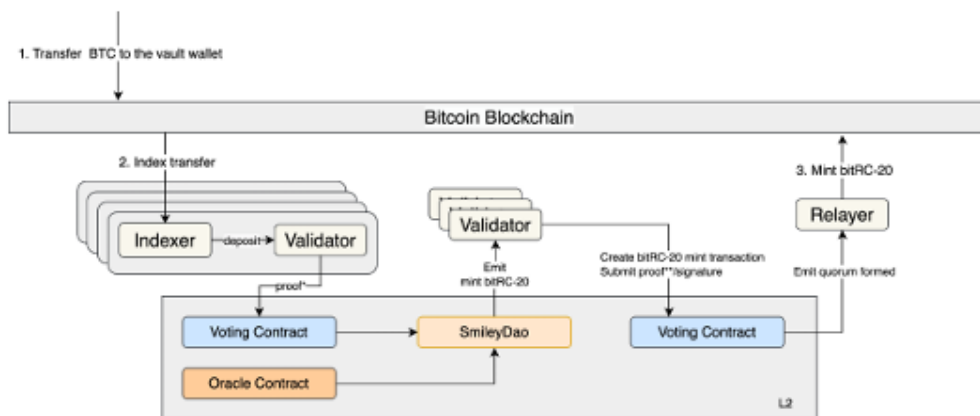 1. Transfer BTC to the vault wallet
Bitcoin Blockchain
2. Index transfer
3. Mint bitRC-20
Indexer
deposit
Validator
Validator
Relayer
proof*
Emit
mint bitRC-20
Create bitRC-20 mint transaction
Submit proof**/signature
Emit quorum formed
Voting Contract
SmileyDao
Voting Contract
Oracle Contract
L2